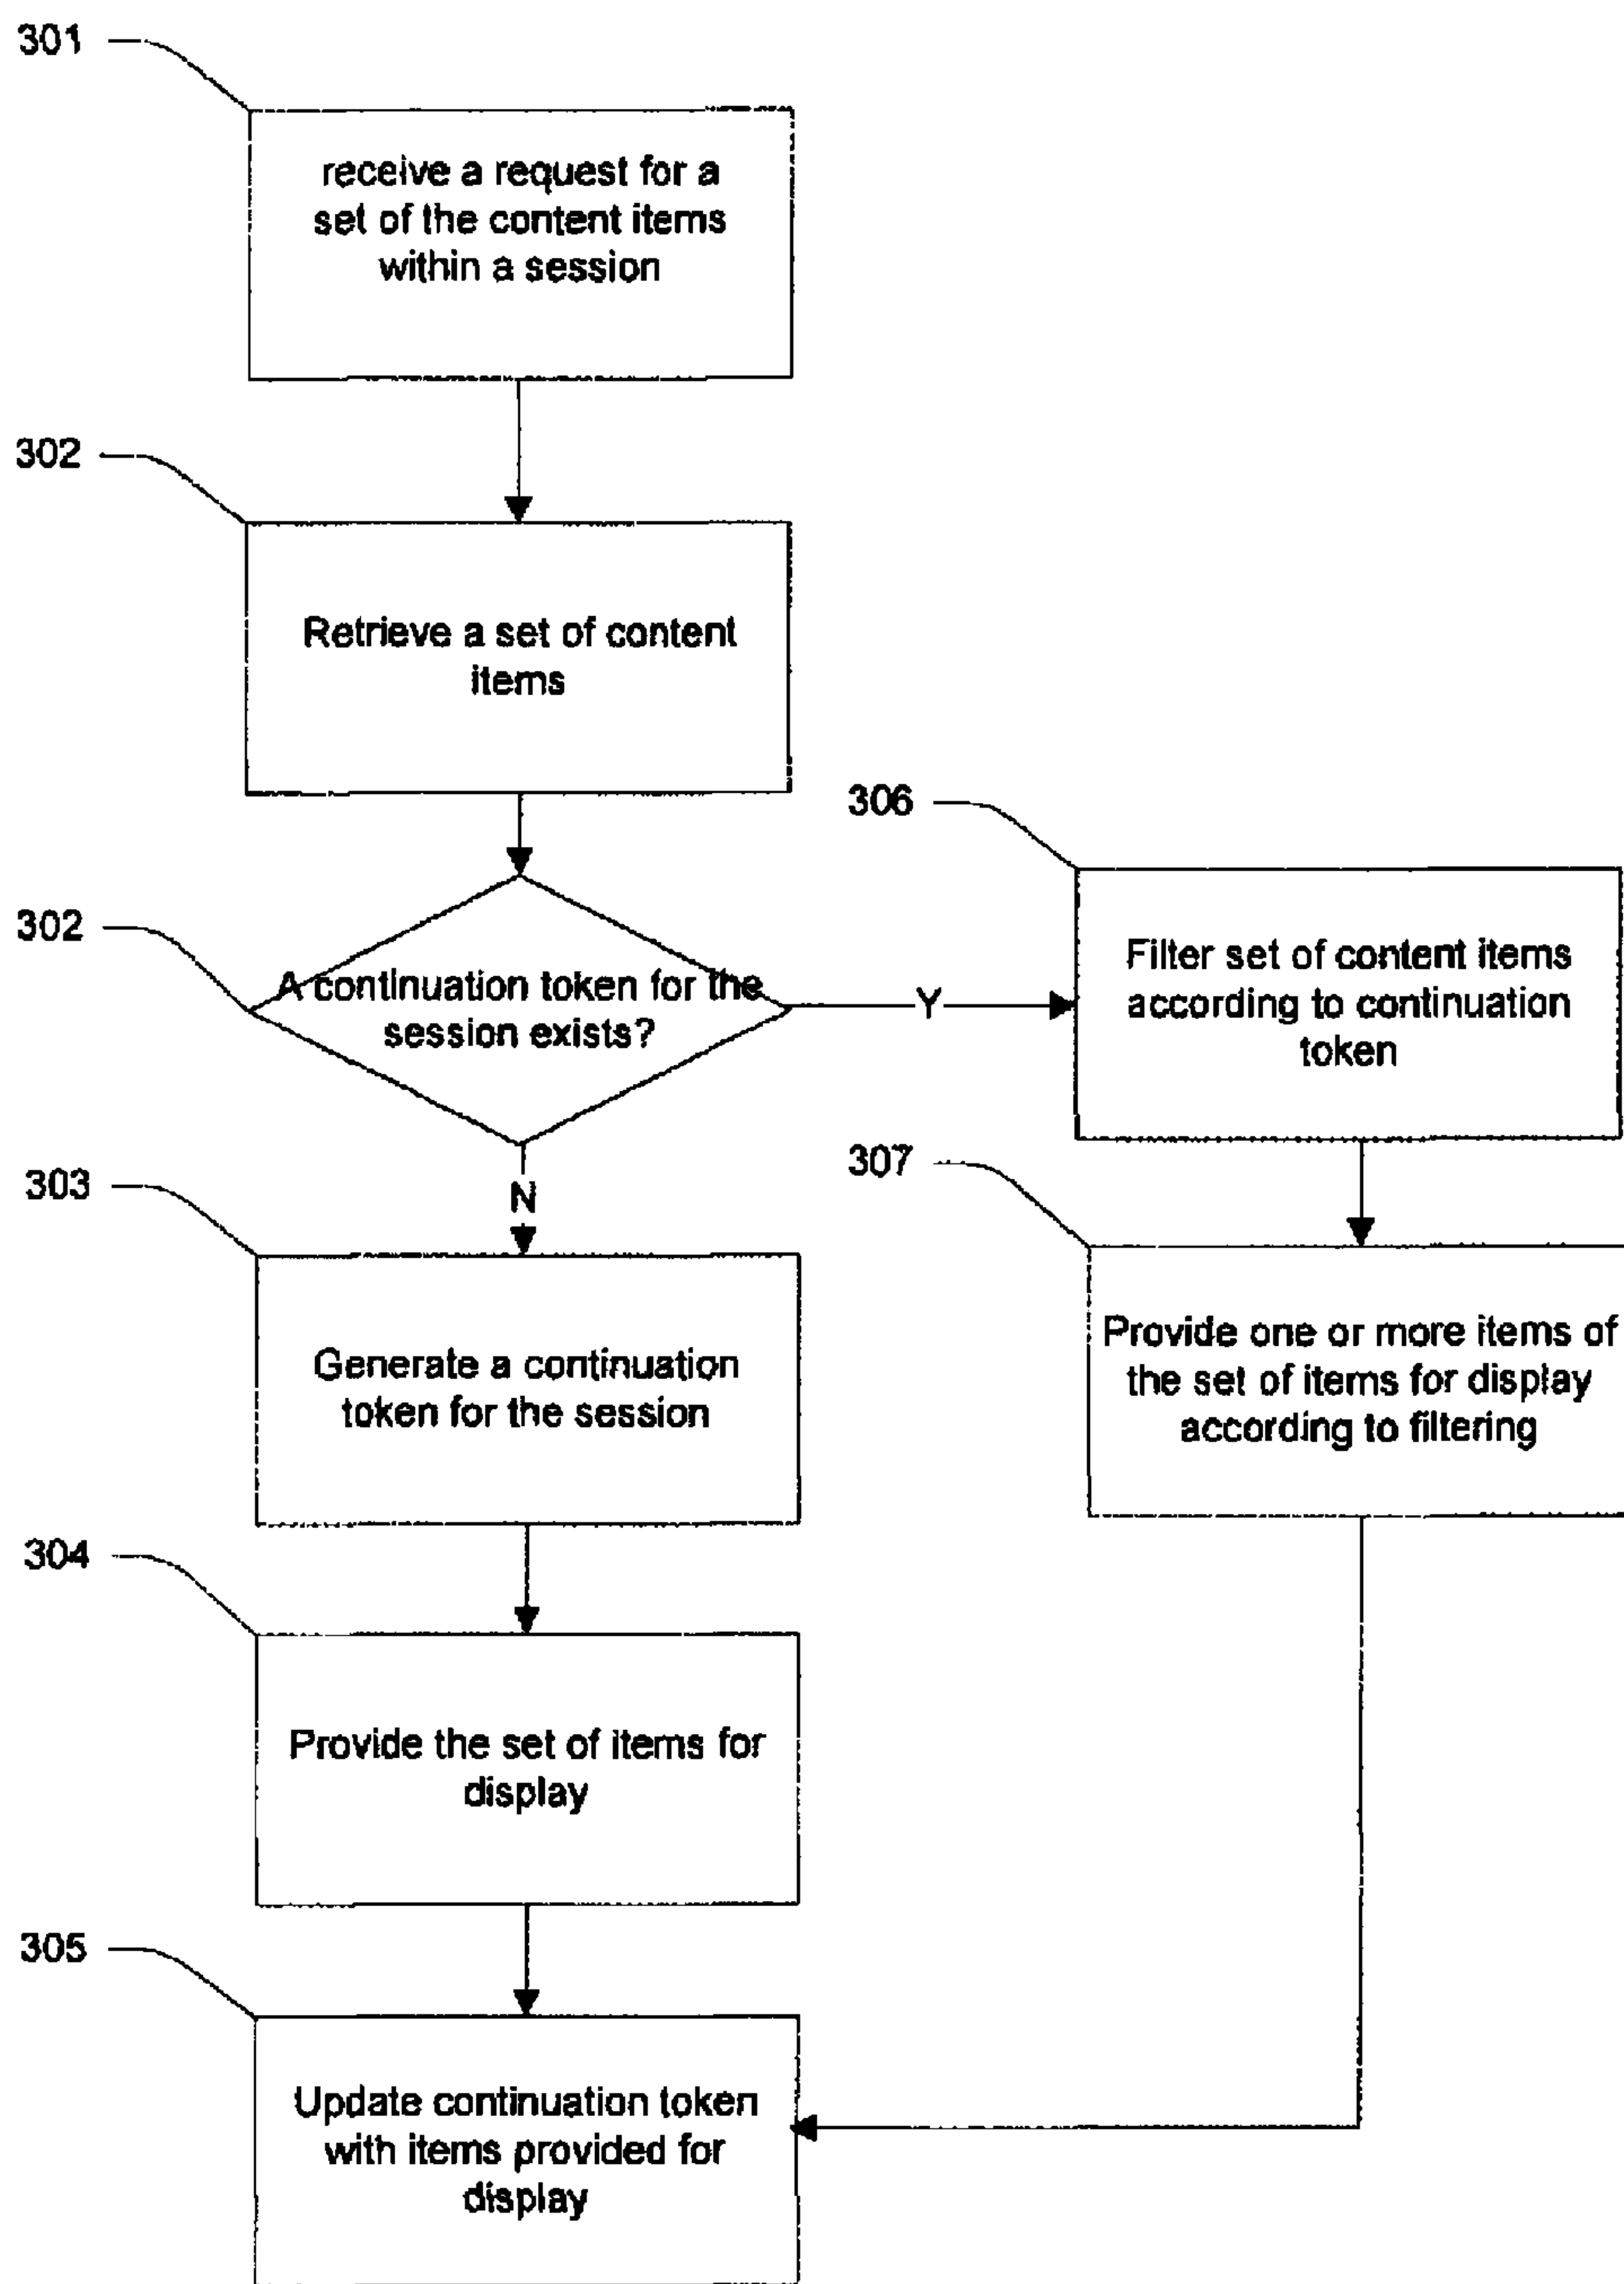 301
receive a request for a
set of the content items
within a session
302
Retrieve a set of content
items
302
A continuation token for the
session exists?
Y
306
Filter set of content items
according to continuation
token
N
303
Generate a continuation
token for the session
307
Provide one or more items of
the set of items for display
according to filtering
304
Provide the set of items for
display
305
Update continuation token
with items provided for
display